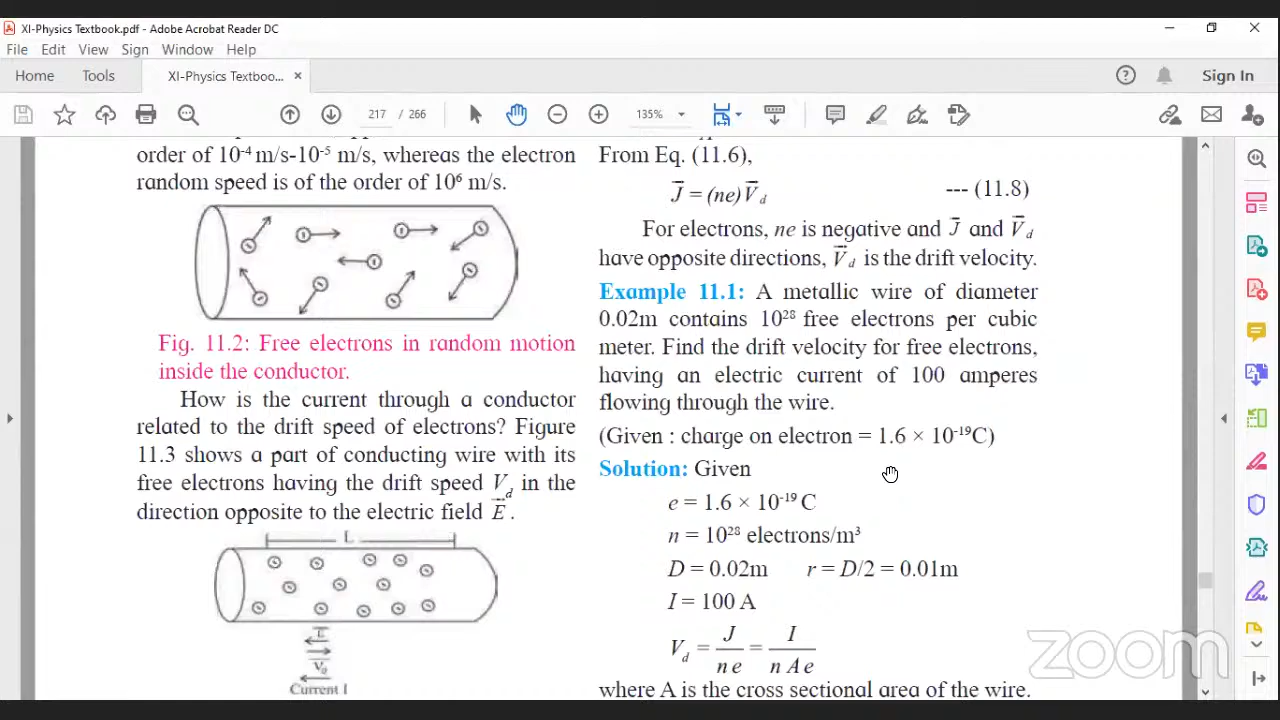 XI-Physics Textbook.pdf - Adobe Acrobat Reader DC
File Edit View Sign Window Help
Home Tools XI-Physics Textboo... × Sign In
217 / 266 135%
order of 10⁻⁴ m/s-10⁻⁵ m/s, whereas the electron
random speed is of the order of 10⁶ m/s.
Fig. 11.2: Free electrons in random motion
inside the conductor.
How is the current through a conductor
related to the drift speed of electrons? Figure
11.3 shows a part of conducting wire with its
free electrons having the drift speed V_d in the
direction opposite to the electric field E⃗ .
L
E⃗
Current I
From Eq. (11.6),
J⃗ = (ne)V⃗_d --- (11.8)
For electrons, ne is negative and J⃗ and V⃗_d
have opposite directions, V⃗_d is the drift velocity.
Example 11.1: A metallic wire of diameter
0.02m contains 10²⁸ free electrons per cubic
meter. Find the drift velocity for free electrons,
having an electric current of 100 amperes
flowing through the wire.
(Given : charge on electron = 1.6 × 10⁻¹⁹C)
Solution: Given
e = 1.6 × 10⁻¹⁹ C
n = 10²⁸ electrons/m³
D = 0.02m r = D/2 = 0.01m
I = 100 A
V_d = J/ne = I/nAe
where A is the cross sectional area of the wire.
zoom